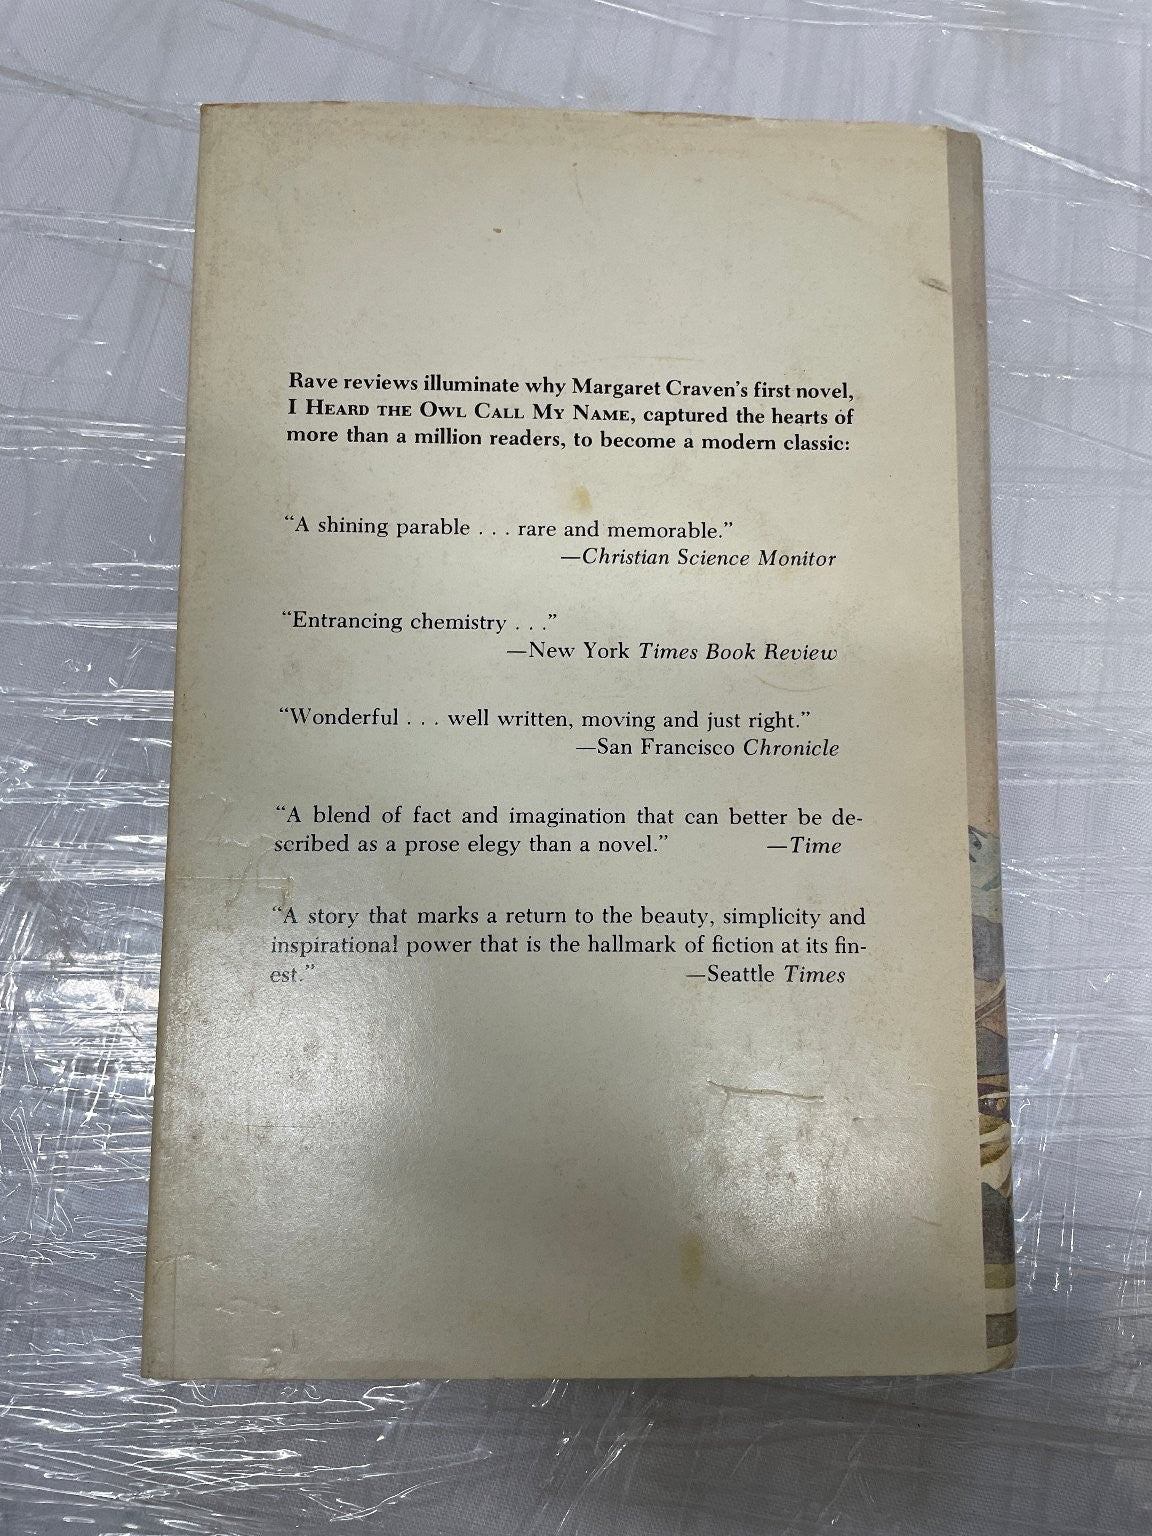 Rave reviews illuminate why Margaret Craven's first novel,
I HEARD THE OWL CALL MY NAME, captured the hearts of
more than a million readers, to become a modern classic:
“A shining parable . . . rare and memorable.”
—Christian Science Monitor
“Entrancing chemistry . . .”
—New York Times Book Review
“Wonderful . . . well written, moving and just right.”
—San Francisco Chronicle
“A blend of fact and imagination that can better be de-
scribed as a prose elegy than a novel.” —Time
“A story that marks a return to the beauty, simplicity and
inspirational power that is the hallmark of fiction at its fin-
est.” —Seattle Times